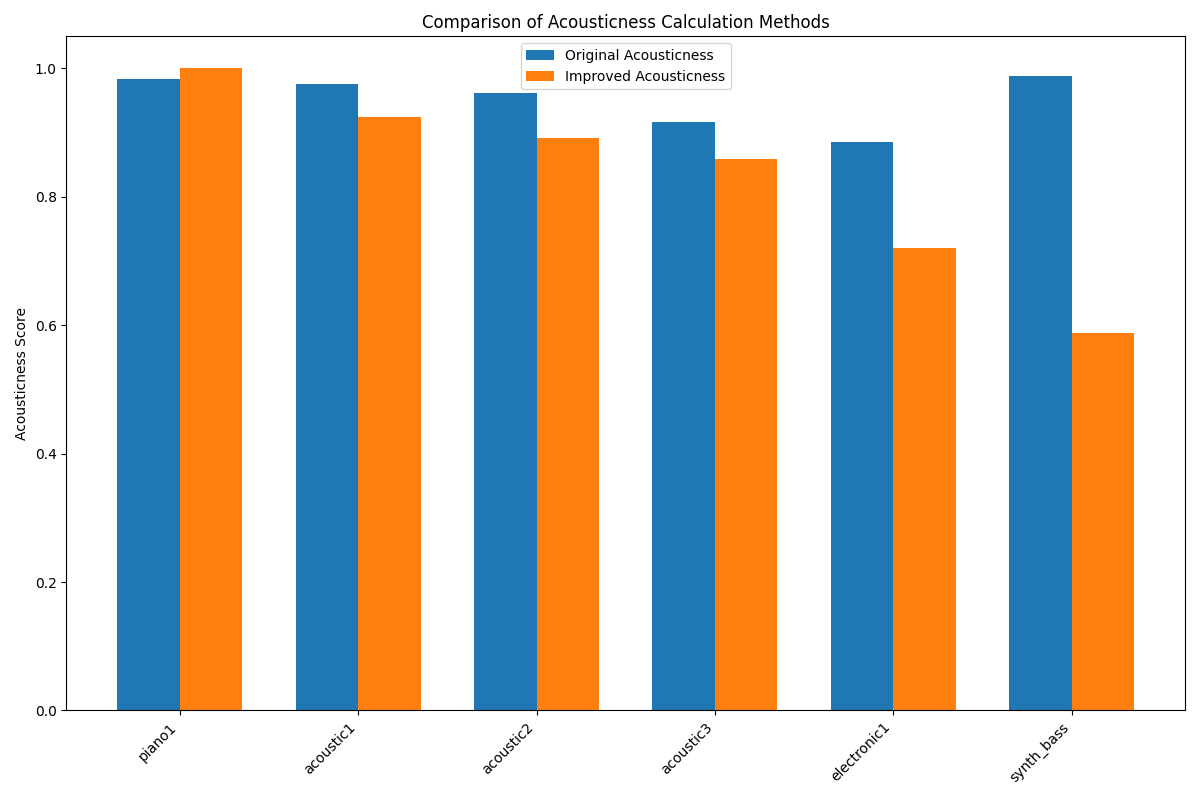 Comparison of Acousticness Calculation Methods
Original Acousticness
Improved Acousticness
Acousticness Score
1.0
0.8
0.6
0.4
0.2
0.0
piano1
acoustic1
acoustic2
acoustic3
electronic1
synth_bass